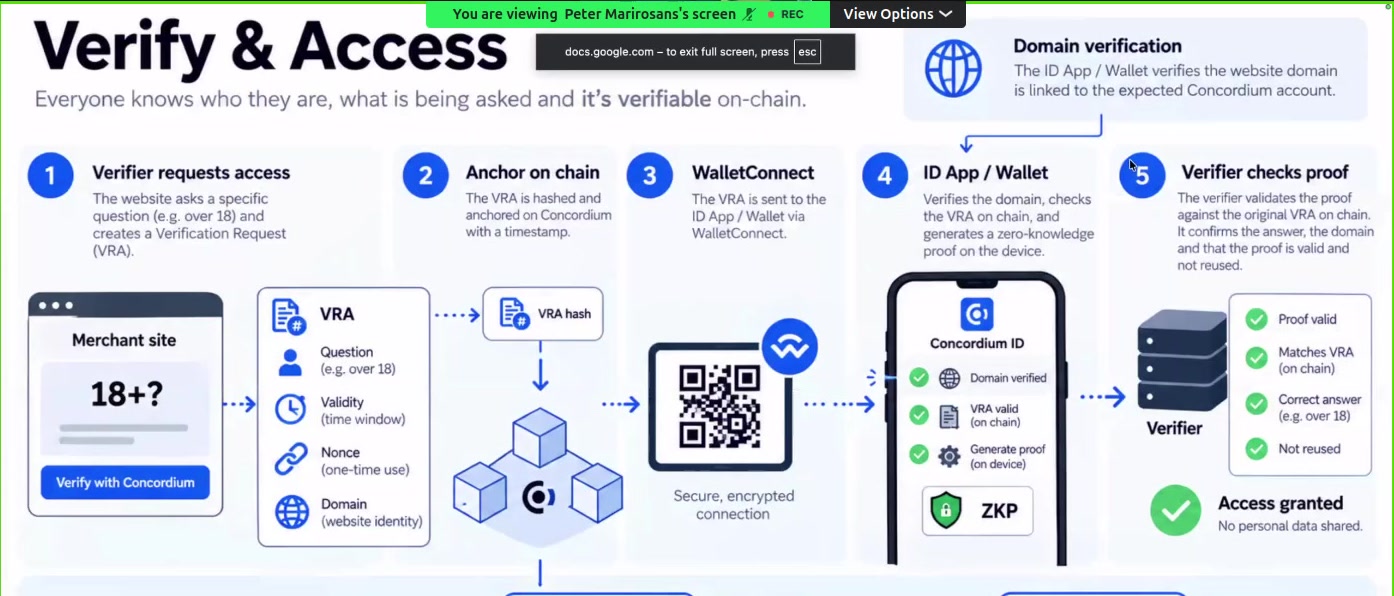 You are viewing Peter Marirosans's screen
REC
View Options
docs.google.com – to exit full screen, press esc
Verify & Access
Everyone knows who they are, what is being asked and it's verifiable on-chain.
Domain verification
The ID App / Wallet verifies the website domain
is linked to the expected Concordium account.
1
Verifier requests access
The website asks a specific
question (e.g. over 18) and
creates a Verification Request
(VRA).
Merchant site
18+?
Verify with Concordium
VRA
Question
(e.g. over 18)
Validity
(time window)
Nonce
(one-time use)
Domain
(website identity)
2
Anchor on chain
The VRA is hashed and
anchored on Concordium
with a timestamp.
VRA hash
3
WalletConnect
The VRA is sent to the
ID App / Wallet via
WalletConnect.
Secure, encrypted
connection
4
ID App / Wallet
Verifies the domain, checks
the VRA on chain, and
generates a zero-knowledge
proof on the device.
Concordium ID
Domain verified
VRA valid
(on chain)
Generate proof
(on device)
ZKP
5
Verifier checks proof
The verifier validates the proof
against the original VRA on chain.
It confirms the answer, the domain
and that the proof is valid and
not reused.
Verifier
Proof valid
Matches VRA
(on chain)
Correct answer
(e.g. over 18)
Not reused
Access granted
No personal data shared.